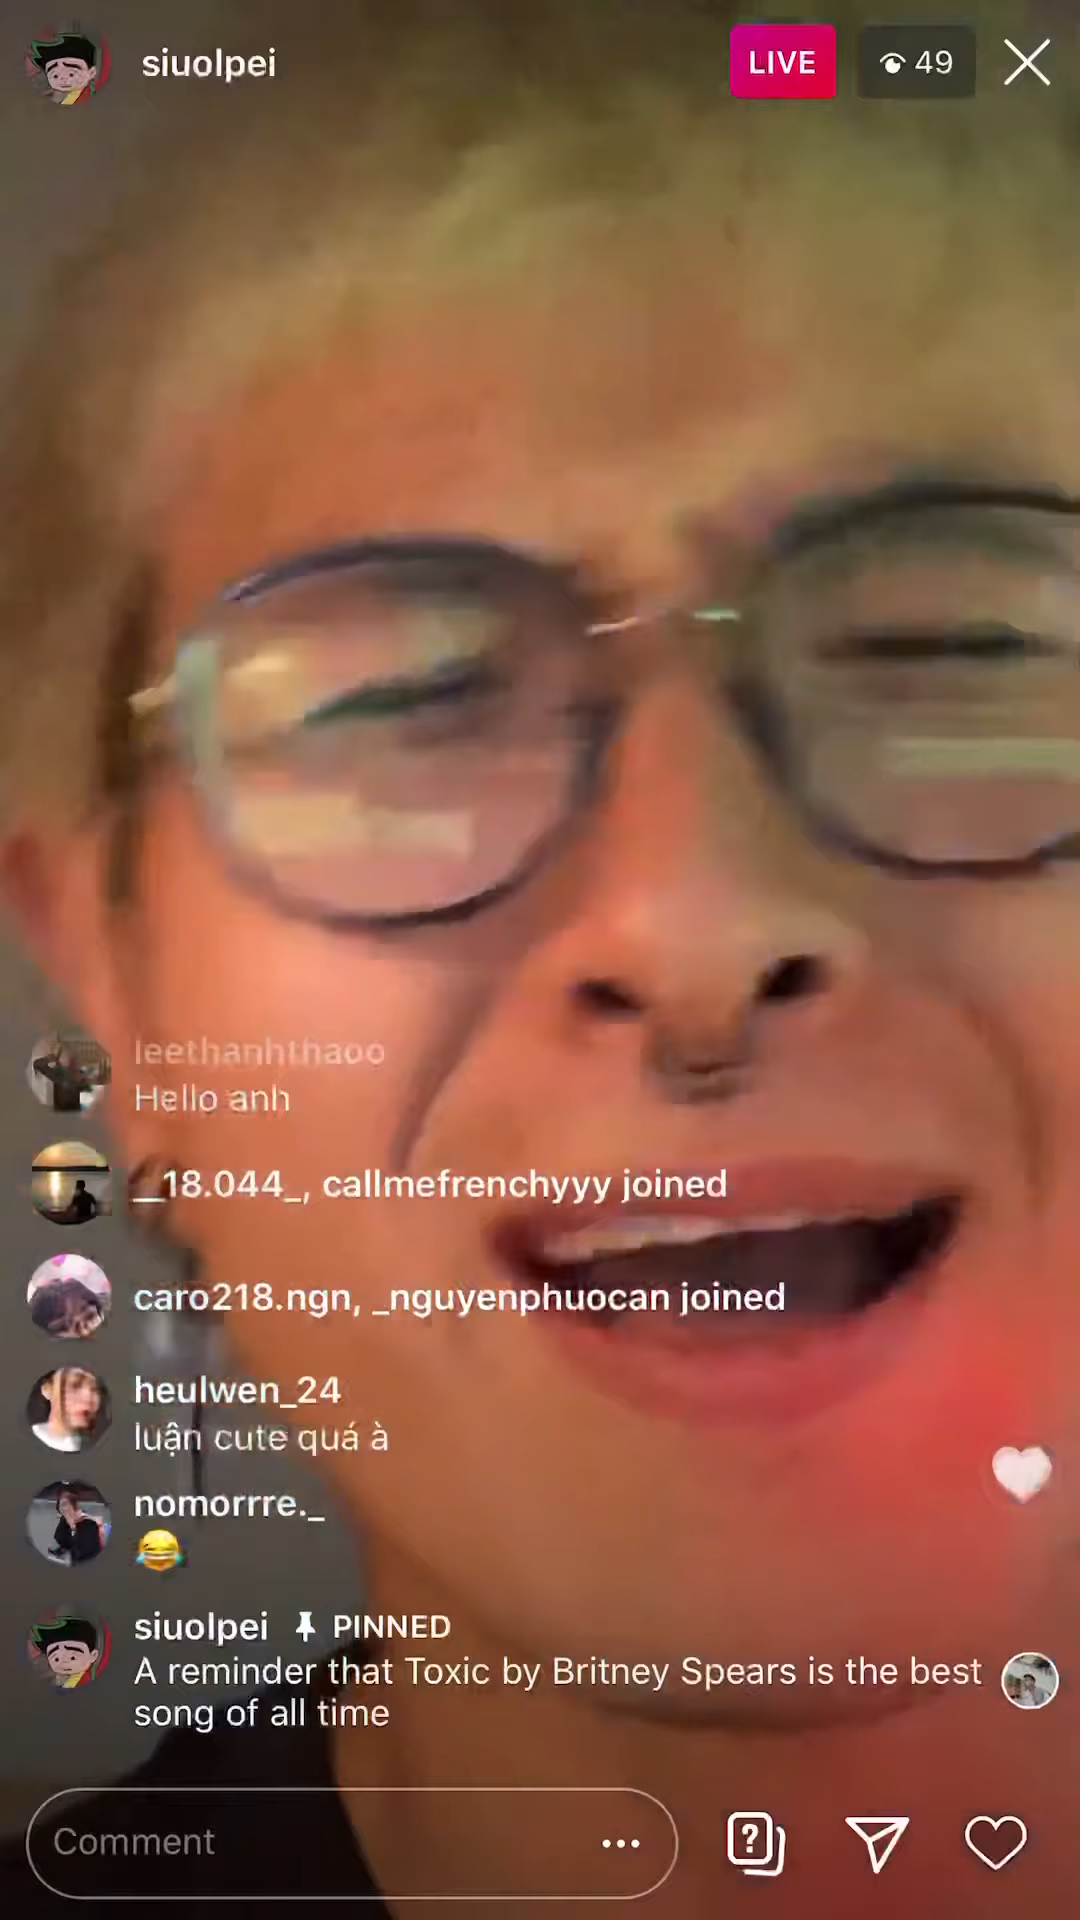 siuolpei
LIVE
49
leethanhthaoo
Hello anh
__18.044_, callmefrenchyyy joined
caro218.ngn, _nguyenphuocan joined
heulwen_24
luận cute quá à
nomorrre._
😂
siuolpei PINNED
A reminder that Toxic by Britney Spears is the best
song of all time
Comment